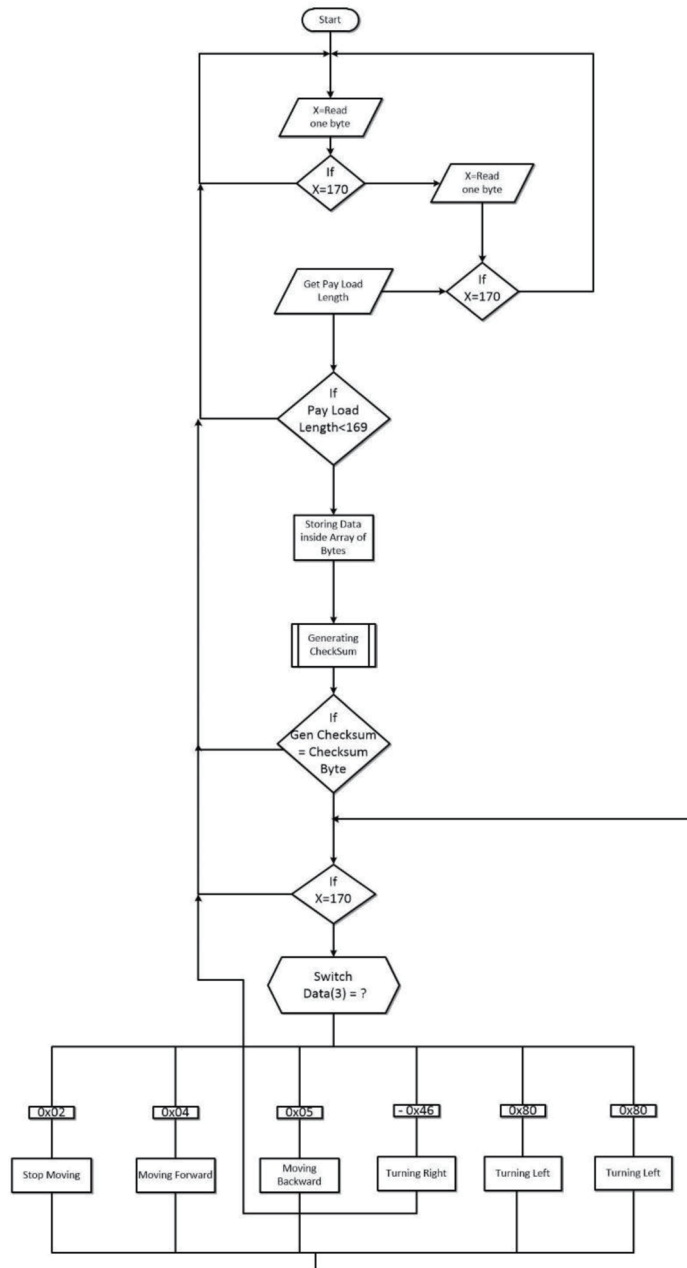 Start
X=Read
one byte
If
X=170
X=Read
one byte
Get Pay Load
Length
If
X=170
If
Pay Load
Length<169
Storing Data
inside Array of
Bytes
Generating
CheckSum
If
Gen Checksum
= Checksum
Byte
If
X=170
Switch
Data(3) = ?
0x02
0x04
0x05
- 0x46
0x80
0x80
Stop Moving
Moving Forward
Moving
Backward
Turning Right
Turning Left
Turning Left